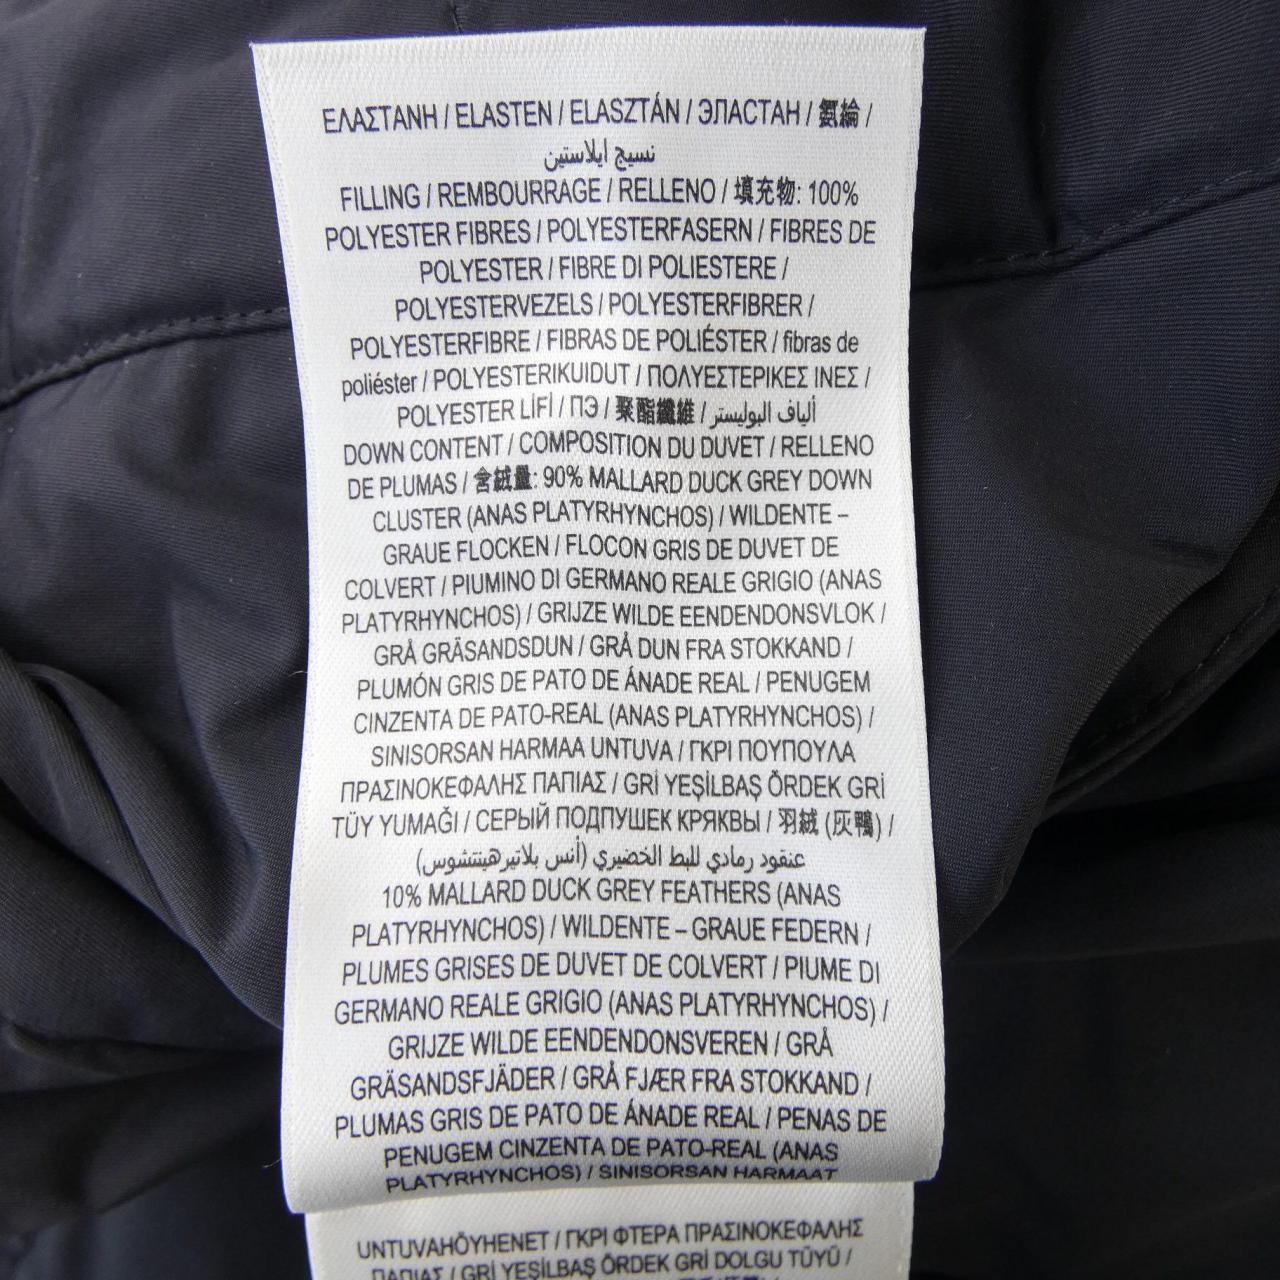 ΕΛΑΣΤΑΝΗ / ELASTEN / ELASZTÁN / ЭЛАСТАН / 氨綸 /
نسيج ايلاستين
FILLING / REMBOURRAGE / RELLENO / 填充物: 100%
POLYESTER FIBRES / POLYESTERFASERN / FIBRES DE
POLYESTER / FIBRE DI POLIESTERE /
POLYESTERVEZELS / POLYESTERFIBRER /
POLYESTERFIBRE / FIBRAS DE POLIÉSTER / fibras de
poliéster / POLYESTERIKUIDUT / ΠΟΛΥΕΣΤΕΡΙΚΕΣ ΙΝΕΣ /
POLYESTER LİFİ / ПЭ / 聚酯纖維 / ألياف البوليستر
DOWN CONTENT / COMPOSITION DU DUVET / RELLENO
DE PLUMAS / 含絨量: 90% MALLARD DUCK GREY DOWN
CLUSTER (ANAS PLATYRHYNCHOS) / WILDENTE –
GRAUE FLOCKEN / FLOCON GRIS DE DUVET DE
COLVERT / PIUMINO DI GERMANO REALE GRIGIO (ANAS
PLATYRHYNCHOS) / GRIJZE WILDE EENDENDONSVLOK /
GRÅ GRÄSANDSDUN / GRÅ DUN FRA STOKKAND /
PLUMÓN GRIS DE PATO DE ÁNADE REAL / PENUGEM
CINZENTA DE PATO-REAL (ANAS PLATYRHYNCHOS) /
SINISORSAN HARMAA UNTUVA / ΓΚΡΙ ΠΟΥΠΟΥΛΑ
ΠΡΑΣΙΝΟΚΕΦΑΛΗΣ ΠΑΠΙΑΣ / GRİ YEŞİLBAŞ ÖRDEK GRİ
TÜY YUMAĞI / СЕРЫЙ ПОДПУШЕК КРЯКВЫ / 羽絨 (灰鴨) /
عنقود رمادي للبط الخضيري (أنس بلاتيرهينتشوس)
10% MALLARD DUCK GREY FEATHERS (ANAS
PLATYRHYNCHOS) / WILDENTE – GRAUE FEDERN /
PLUMES GRISES DE DUVET DE COLVERT / PIUME DI
GERMANO REALE GRIGIO (ANAS PLATYRHYNCHOS) /
GRIJZE WILDE EENDENDONSVEREN / GRÅ
GRÄSANDSFJÄDER / GRÅ FJÆR FRA STOKKAND /
PLUMAS GRIS DE PATO DE ÁNADE REAL / PENAS DE
PENUGEM CINZENTA DE PATO-REAL (ANAS
PLATYRHYNCHOS) / SINISORSAN HARMAAT
UNTUVAHÖYHENET / ΓΚΡΙ ΦΤΕΡΑ ΠΡΑΣΙΝΟΚΕΦΑΛΗΣ
ΠΑΠΙΑΣ / GRİ YEŞİLBAŞ ÖRDEK GRİ DOLGU TÜYÜ /